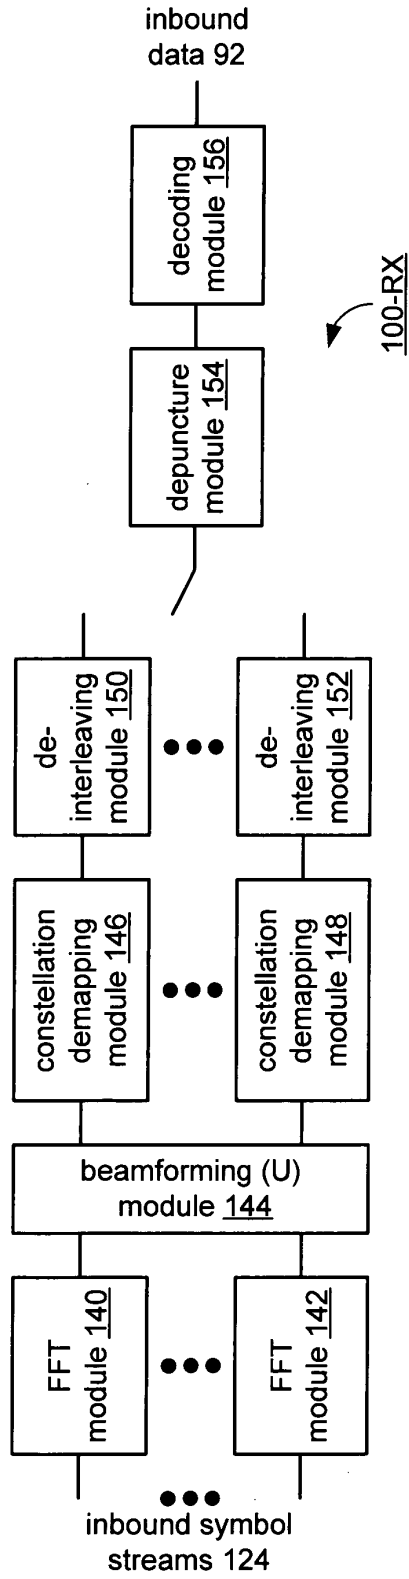 inbound
data 92
decoding
module 156
depuncture
module 154
100-RX
de-
interleaving
module 150
de-
interleaving
module 152
constellation
demapping
module 146
constellation
demapping
module 148
beamforming (U)
module 144
FFT
module 140
FFT
module 142
inbound symbol
streams 124